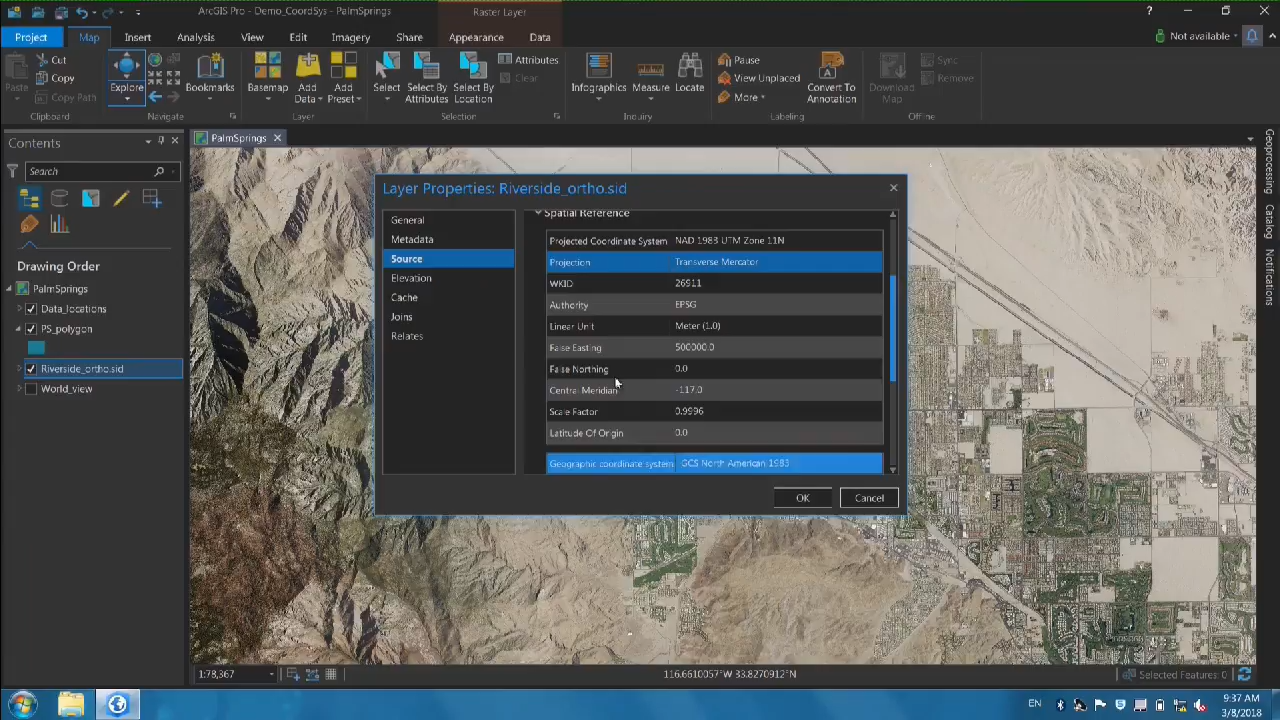 ArcGIS Pro - Demo_CoordSys - PalmSprings
Raster Layer
?
Project
Map
Insert
Analysis
View
Edit
Imagery
Share
Appearance
Data
Not available
Paste
Cut
Copy
Copy Path
Clipboard
Explore
Bookmarks
Navigate
Basemap
Add Data
Add Preset
Layer
Select
Select By Attributes
Select By Location
Attributes
Clear
Selection
Infographics
Measure
Locate
Inquiry
Pause
View Unplaced
More
Convert To Annotation
Labeling
Download Map
Sync
Remove
Offline
Contents
Search
Drawing Order
PalmSprings
Data_locations
PS_polygon
Riverside_ortho.sid
World_view
PalmSprings
Layer Properties: Riverside_ortho.sid
General
Metadata
Source
Elevation
Cache
Joins
Relates
Spatial Reference
Projected Coordinate System NAD 1983 UTM Zone 11N
Projection Transverse Mercator
WKID 26911
Authority EPSG
Linear Unit Meter (1.0)
False Easting 500000.0
False Northing 0.0
Central Meridian -117.0
Scale Factor 0.9996
Latitude Of Origin 0.0
Geographic coordinate system GCS North American 1983
OK
Cancel
Geoprocessing
Catalog
Notifications
1:78,367
116.6610057°W 33.8270912°N
Selected Features: 0
EN
9:37 AM
3/8/2018